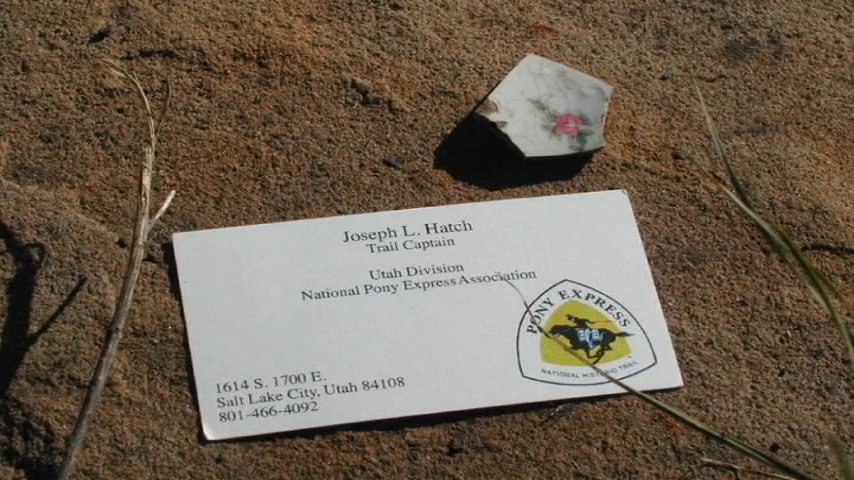 Joseph L. Hatch
Trail Captain
Utah Division
National Pony Express Association
PONY EXPRESS
NATIONAL HISTORIC TRAIL
1614 S. 1700 E.
Salt Lake City, Utah 84108
801-466-4092